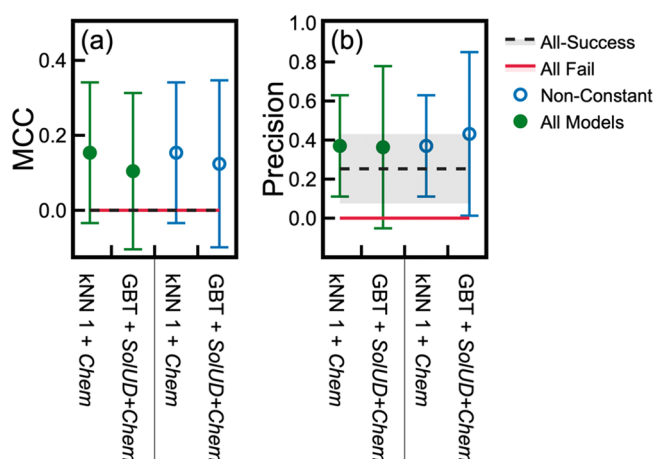 (a)
MCC
0.4
0.2
0.0
kNN 1 + Chem
GBT + SolUD+Chem
kNN 1 + Chem
GBT + SolUD+Chem
(b)
Precision
1.0
0.8
0.6
0.4
0.2
0.0
kNN 1 + Chem
GBT + SolUD+Chem
kNN 1 + Chem
GBT + SolUD+Chem
All-Success
All Fail
Non-Constant
All Models